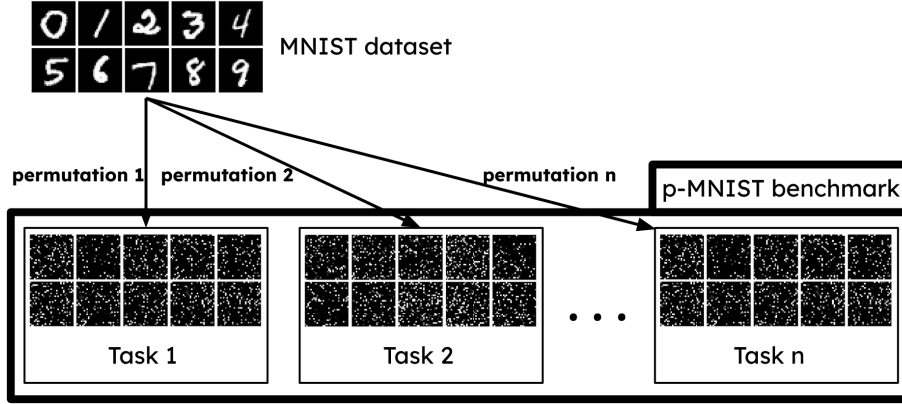 0 1 2 3 4
MNIST dataset
5 6 7 8 9
permutation 1
permutation 2
permutation n
p-MNIST benchmark
. . .
Task 1
Task 2
Task n